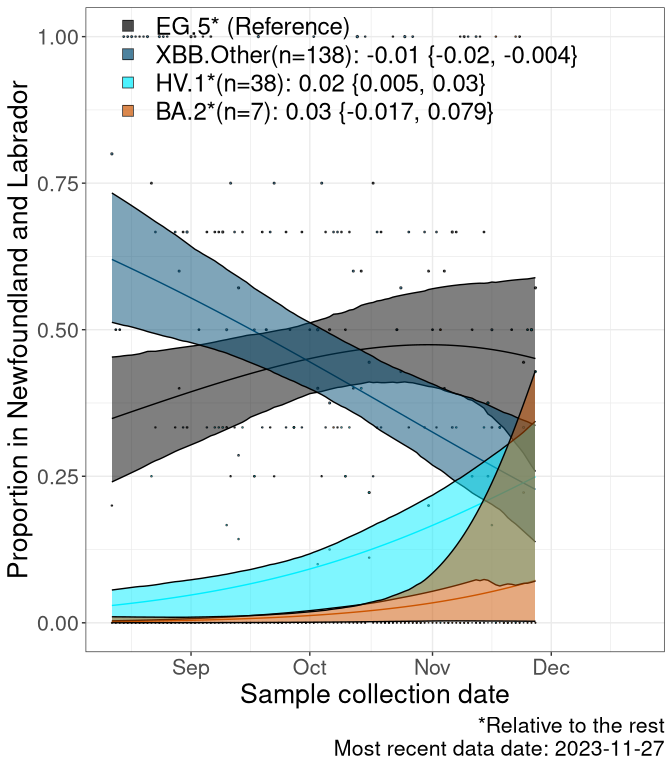 EG.5* (Reference)
1.00
XBB.Other(n=138): -0.01 {-0.02, -0.004}
HV.1*(n=38): 0.02 {0.005, 0.03}
BA.2*(n=7): 0.03 {-0.017, 0.079}
0.75
0.50
0.25
0.00
Proportion in Newfoundland and Labrador
Sep Oct Nov Dec
Sample collection date
*Relative to the rest
Most recent data date: 2023-11-27